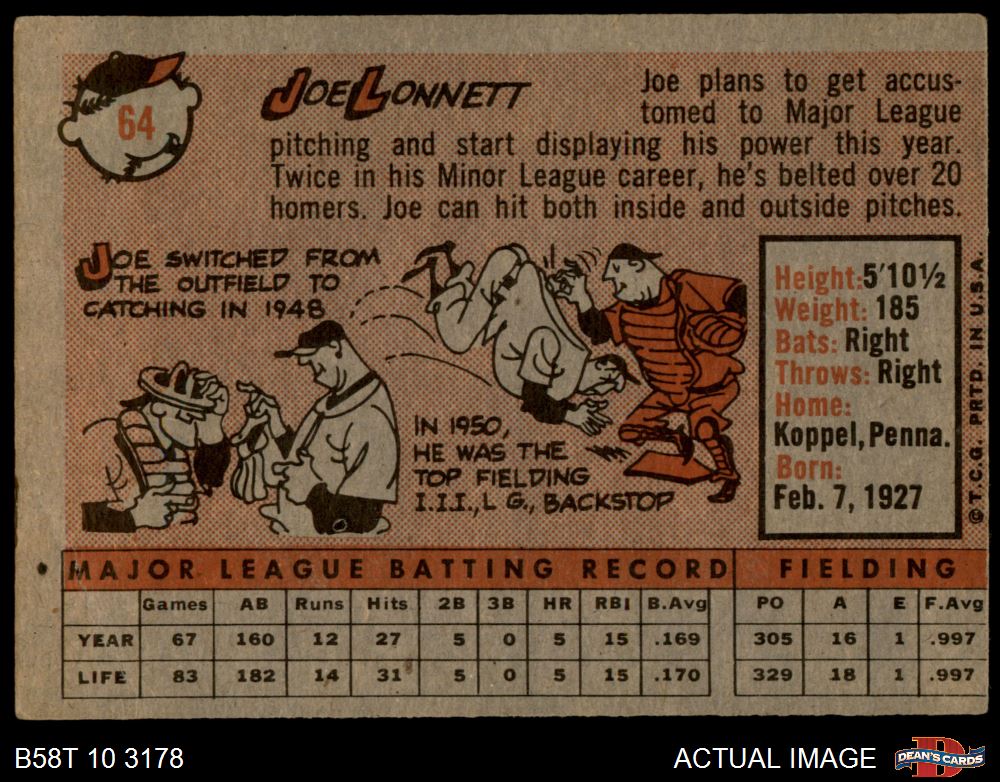 64
Joe Lonnett
Joe plans to get accus-
tomed to Major League
pitching and start displaying his power this year.
Twice in his Minor League career, he's belted over 20
homers. Joe can hit both inside and outside pitches.
JOE SWITCHED FROM
THE OUTFIELD TO
CATCHING IN 1948
IN 1950,
HE WAS THE
TOP FIELDING
I.I.I., L G., BACKSTOP
Height: 5'10½
Weight: 185
Bats: Right
Throws: Right
Home:
Koppel, Penna.
Born:
Feb. 7, 1927
©T.C.G. PRTD. IN U.S.A.
MAJOR LEAGUE BATTING RECORD FIELDING
Games AB Runs Hits 2B 3B HR RBI B.Avg PO A E F.Avg
YEAR 67 160 12 27 5 0 5 15 .169 305 16 1 .997
LIFE 83 182 14 31 5 0 5 15 .170 329 18 1 .997
B58T 10 3178
ACTUAL IMAGE
D
DEAN'S CARDS